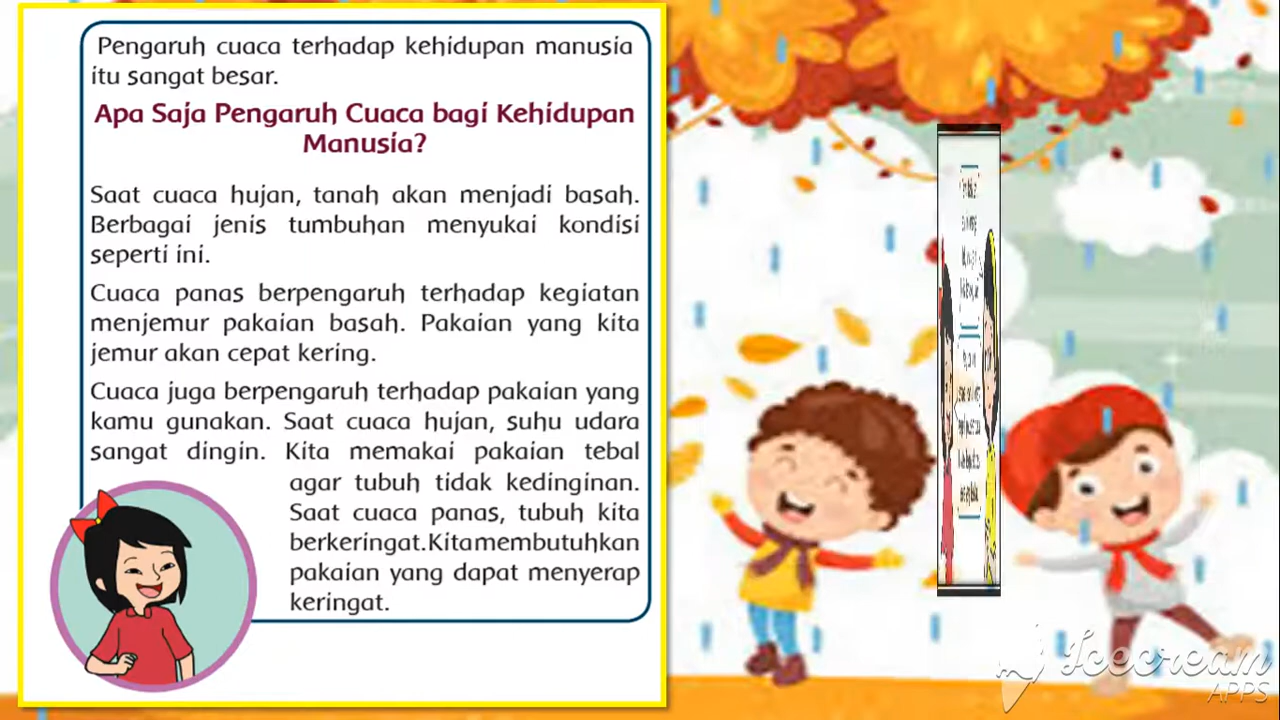 Pengaruh cuaca terhadap kehidupan manusia
itu sangat besar.
Apa Saja Pengaruh Cuaca bagi Kehidupan
Manusia?
Saat cuaca hujan, tanah akan menjadi basah.
Berbagai jenis tumbuhan menyukai kondisi
seperti ini.
Cuaca panas berpengaruh terhadap kegiatan
menjemur pakaian basah. Pakaian yang kita
jemur akan cepat kering.
Cuaca juga berpengaruh terhadap pakaian yang
kamu gunakan. Saat cuaca hujan, suhu udara
sangat dingin. Kita memakai pakaian tebal
agar tubuh tidak kedinginan.
Saat cuaca panas, tubuh kita
berkeringat.Kitamembutuhkan
pakaian yang dapat menyerap
keringat.
Icecream
APPS